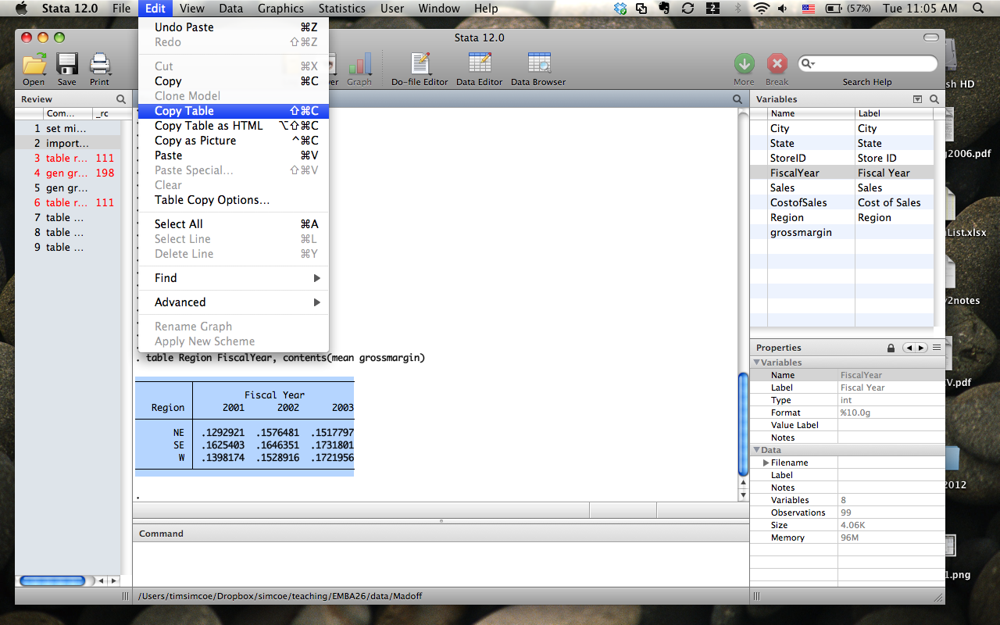 Stata 12.0 File Edit View Data Graphics Statistics User Window Help 2 (57%) Tue 11:05 AM
Stata 12.0
Open Save Print Graph Do-file Editor Data Editor Data Browser More Break Search Help
Undo Paste ⌘Z
Redo ⇧⌘Z
Cut ⌘X
Copy ⌘C
Clone Model
Copy Table ⇧⌘C
Copy Table as HTML ⌥⇧⌘C
Copy as Picture ^⌘C
Paste ⌘V
Paste Special... ⇧⌘V
Clear
Table Copy Options...
Select All ⌘A
Select Line ⌘L
Delete Line ⌘Y
Find
Advanced
Rename Graph
Apply New Scheme
Review
Com... _rc
1 set mi...
2 import...
3 table r... 111
4 gen gr... 198
5 gen gr...
6 table r... 111
7 table ...
8 table ...
9 table ...
. table Region FiscalYear, contents(mean grossmargin)
Fiscal Year
Region 2001 2002 2003
NE .1292921 .1576481 .1517797
SE .1625403 .1646351 .1731801
W .1398174 .1528916 .1721956
.
Command
/Users/timsimcoe/Dropbox/simcoe/teaching/EMBA26/data/Madoff
Variables
Name Label
City City
State State
StoreID Store ID
FiscalYear Fiscal Year
Sales Sales
CostofSales Cost of Sales
Region Region
grossmargin
Properties
Variables
Name FiscalYear
Label Fiscal Year
Type int
Format %10.0g
Value Label
Notes
Data
Filename
Label
Notes
Variables 8
Observations 99
Size 4.06K
Memory 96M
sh HD
g2006.pdf
List.xlsx
2notes
V.pdf
2012
1.png